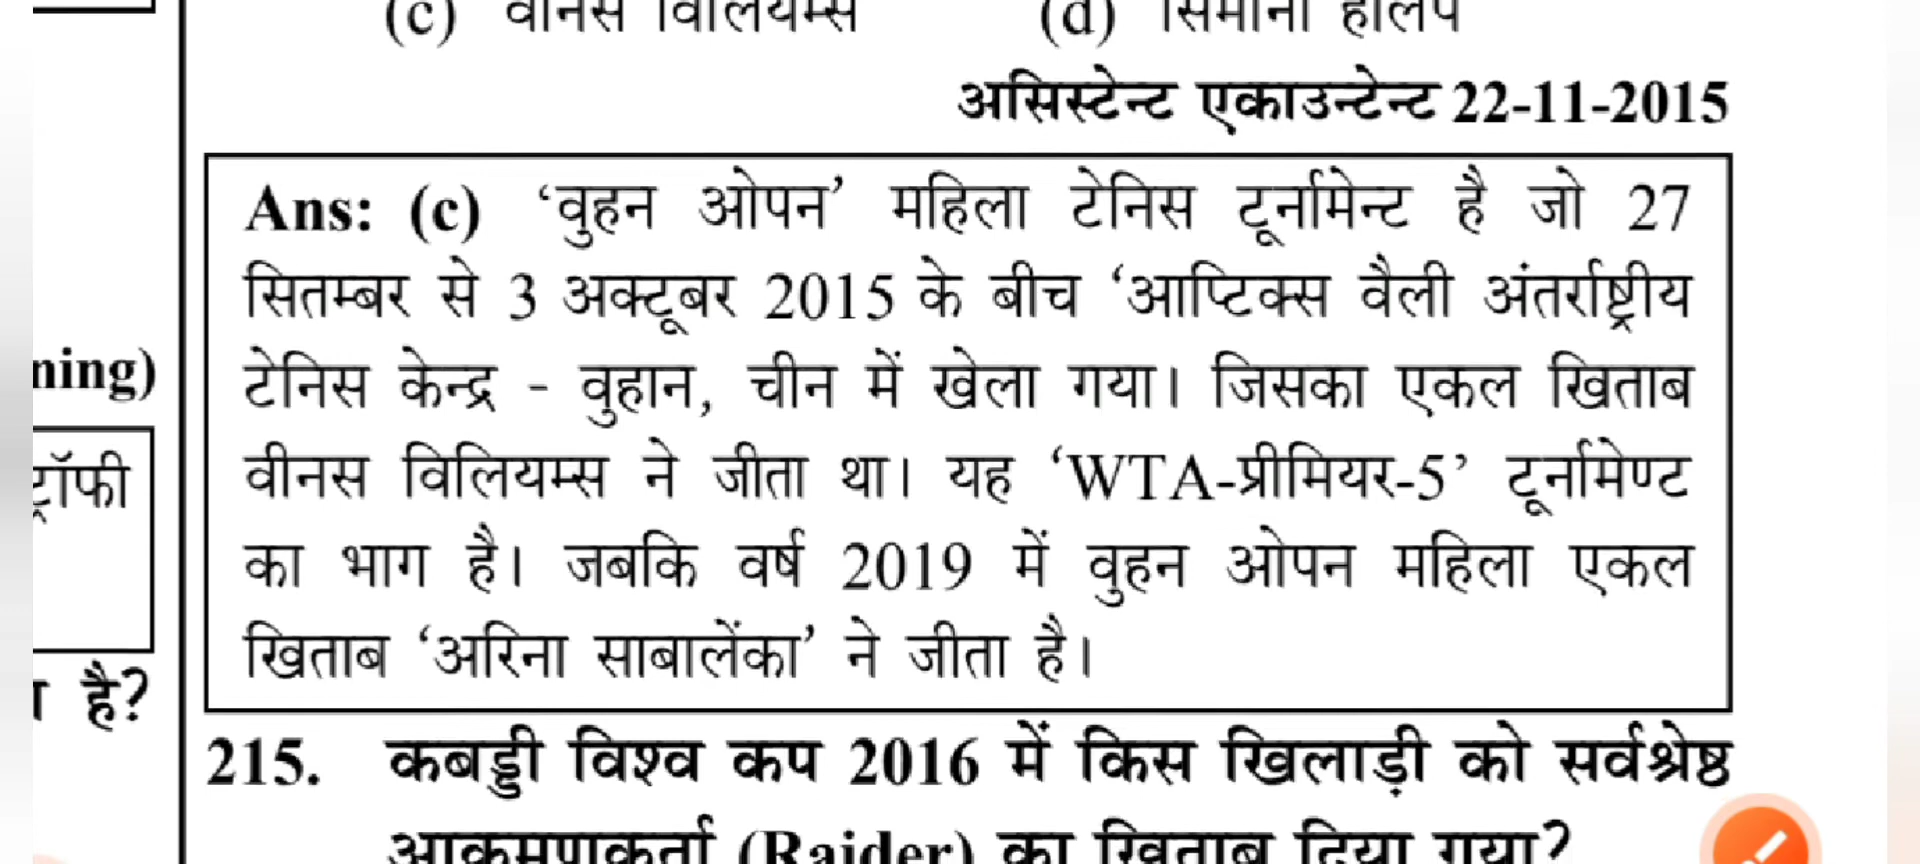 (c) वीनस विलियम्स (d) सिमोना हालेप
असिस्टेन्ट एकाउन्टेन्ट 22-11-2015
Ans: (c) ‘वुहन ओपन’ महिला टेनिस टूर्नामेन्ट है जो 27
सितम्बर से 3 अक्टूबर 2015 के बीच ‘आप्टिक्स वैली अंतर्राष्ट्रीय
टेनिस केन्द्र - वुहान, चीन में खेला गया। जिसका एकल खिताब
वीनस विलियम्स ने जीता था। यह ‘WTA-प्रीमियर-5’ टूर्नामेण्ट
का भाग है। जबकि वर्ष 2019 में वुहन ओपन महिला एकल
खिताब ‘अरिना साबालेंका’ ने जीता है।
215. कबड्डी विश्व कप 2016 में किस खिलाड़ी को सर्वश्रेष्ठ
आक्रमणकर्ता (Raider) का खिताब दिया गया?
ning)
ट्रॉफी
है?